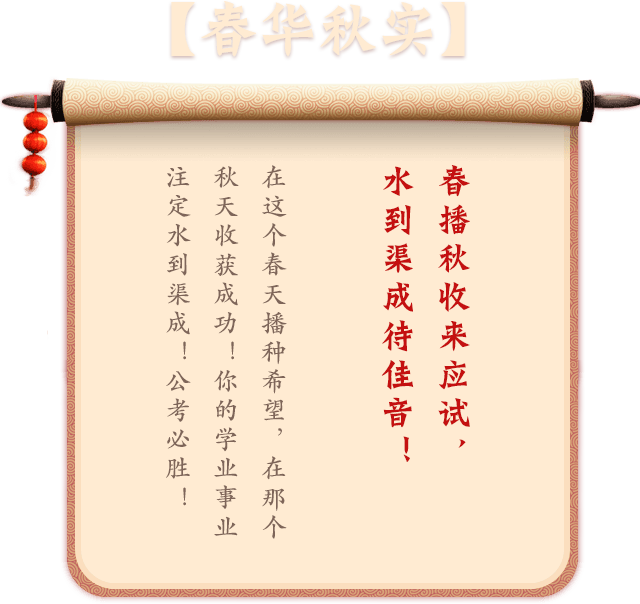 【春华秋实】
春播秋收来应试，
水到渠成待佳音！
在这个春天播种希望，在那个
秋天收获成功！你的学业事业
注定水到渠成！公考必胜！